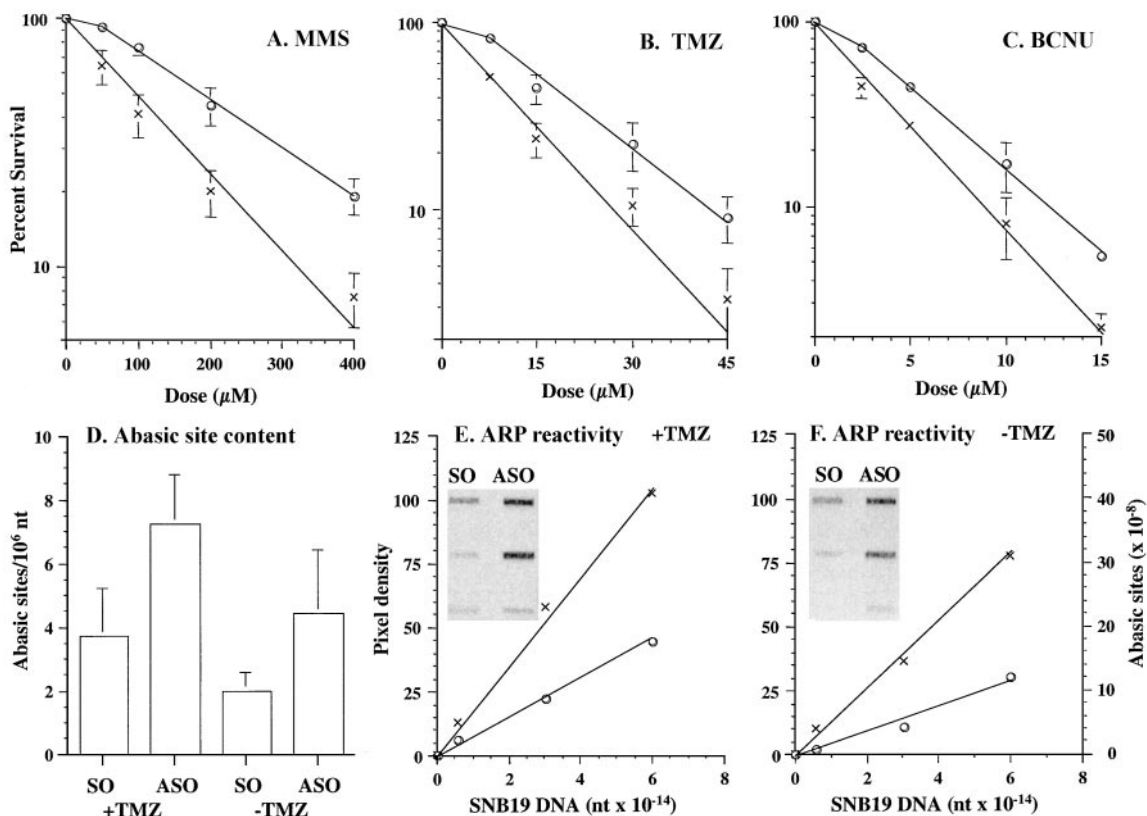 A. MMS
B. TMZ
C. BCNU
Percent Survival
100
10
0 100 200 300 400
Dose (µM)
100
10
0 15 30 45
Dose (µM)
100
10
0 5 10 15
Dose (µM)
D. Abasic site content
Abasic sites/10⁶ nt
10
8
6
4
2
0
SO ASO SO ASO
+TMZ -TMZ
E. ARP reactivity +TMZ
SO ASO
Pixel density
125
100
75
50
25
0
0 2 4 6 8
SNB19 DNA (nt x 10⁻¹⁴)
F. ARP reactivity -TMZ
SO ASO
125
100
75
50
25
0
0 2 4 6 8
SNB19 DNA (nt x 10⁻¹⁴)
50
40
30
20
10
0
Abasic sites (x 10⁻⁸)